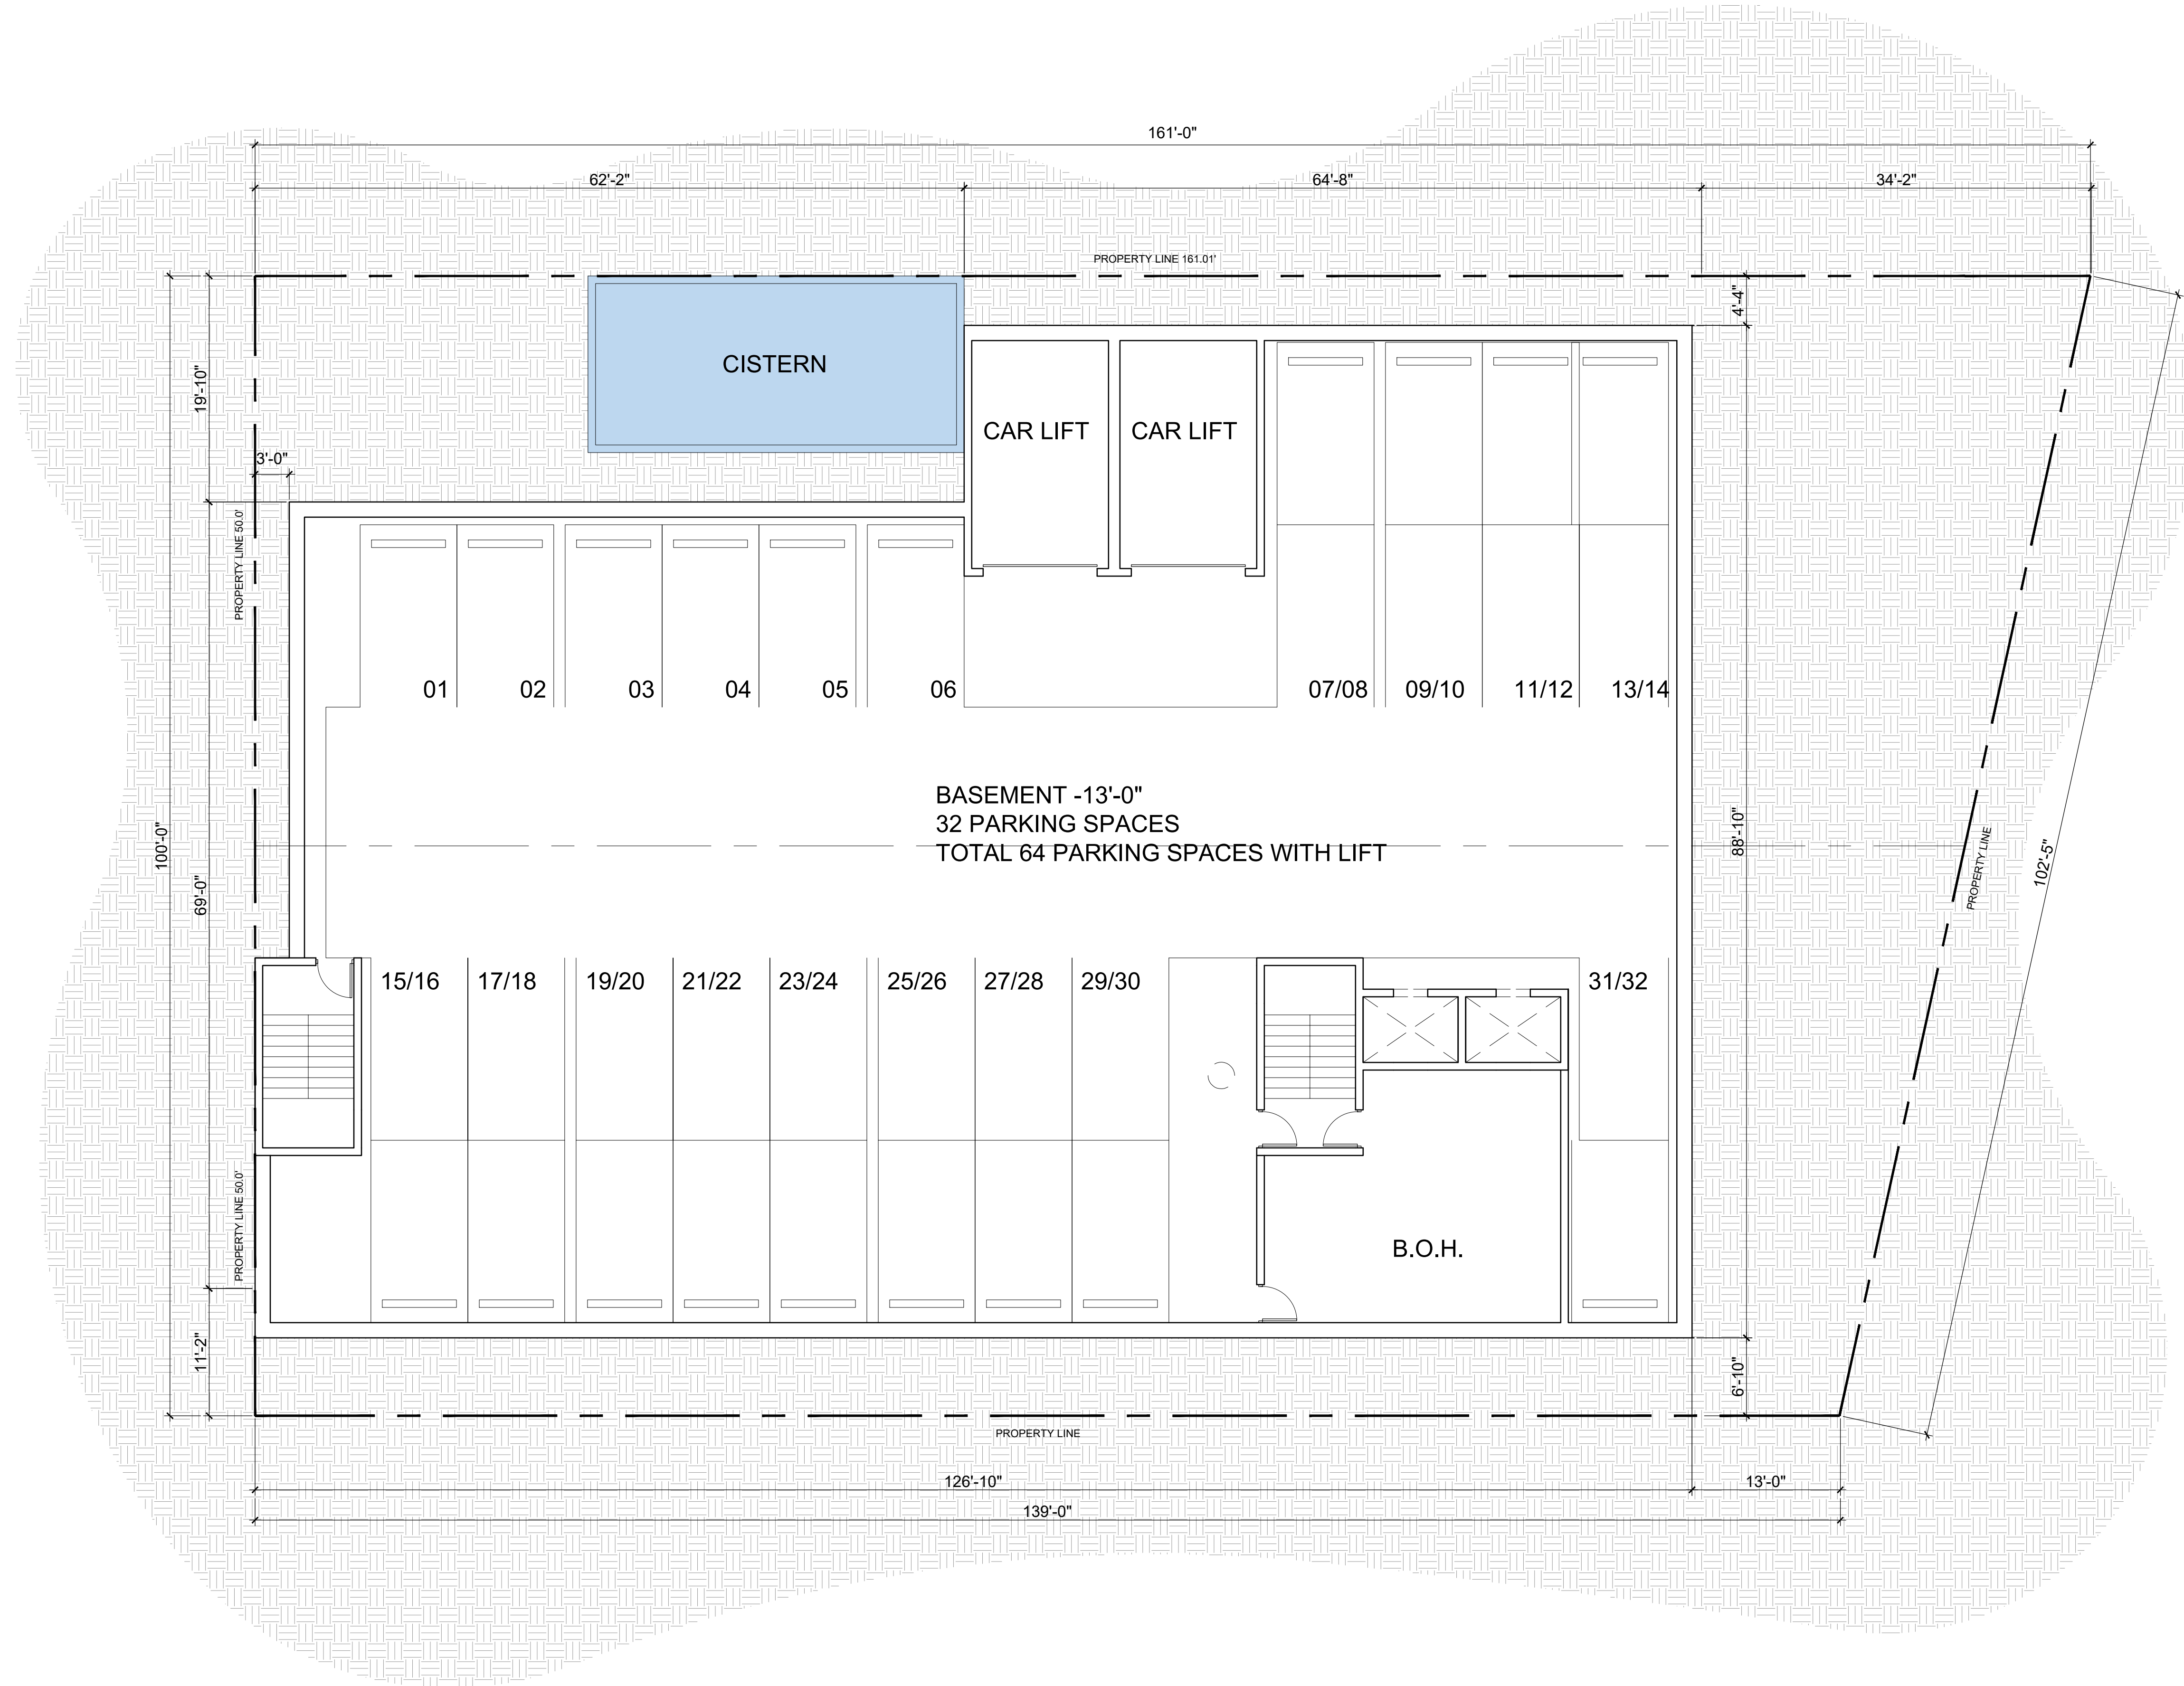 161'-0"
62'-2"
64'-8"
34'-2"
PROPERTY LINE 161.01'
4'-4"
CISTERN
19'-10"
CAR LIFT
CAR LIFT
3'-0"
PROPERTY LINE 50.0'
01
02
03
04
05
06
07/08
09/10
11/12
13/14
BASEMENT -13'-0"
32 PARKING SPACES
TOTAL 64 PARKING SPACES WITH LIFT
100'-0"
69'-0"
88'-10"
PROPERTY LINE
102'-5"
15/16
17/18
19/20
21/22
23/24
25/26
27/28
29/30
31/32
PROPERTY LINE 50.0'
B.O.H.
11'-2"
6'-10"
PROPERTY LINE
126'-10"
13'-0"
139'-0"